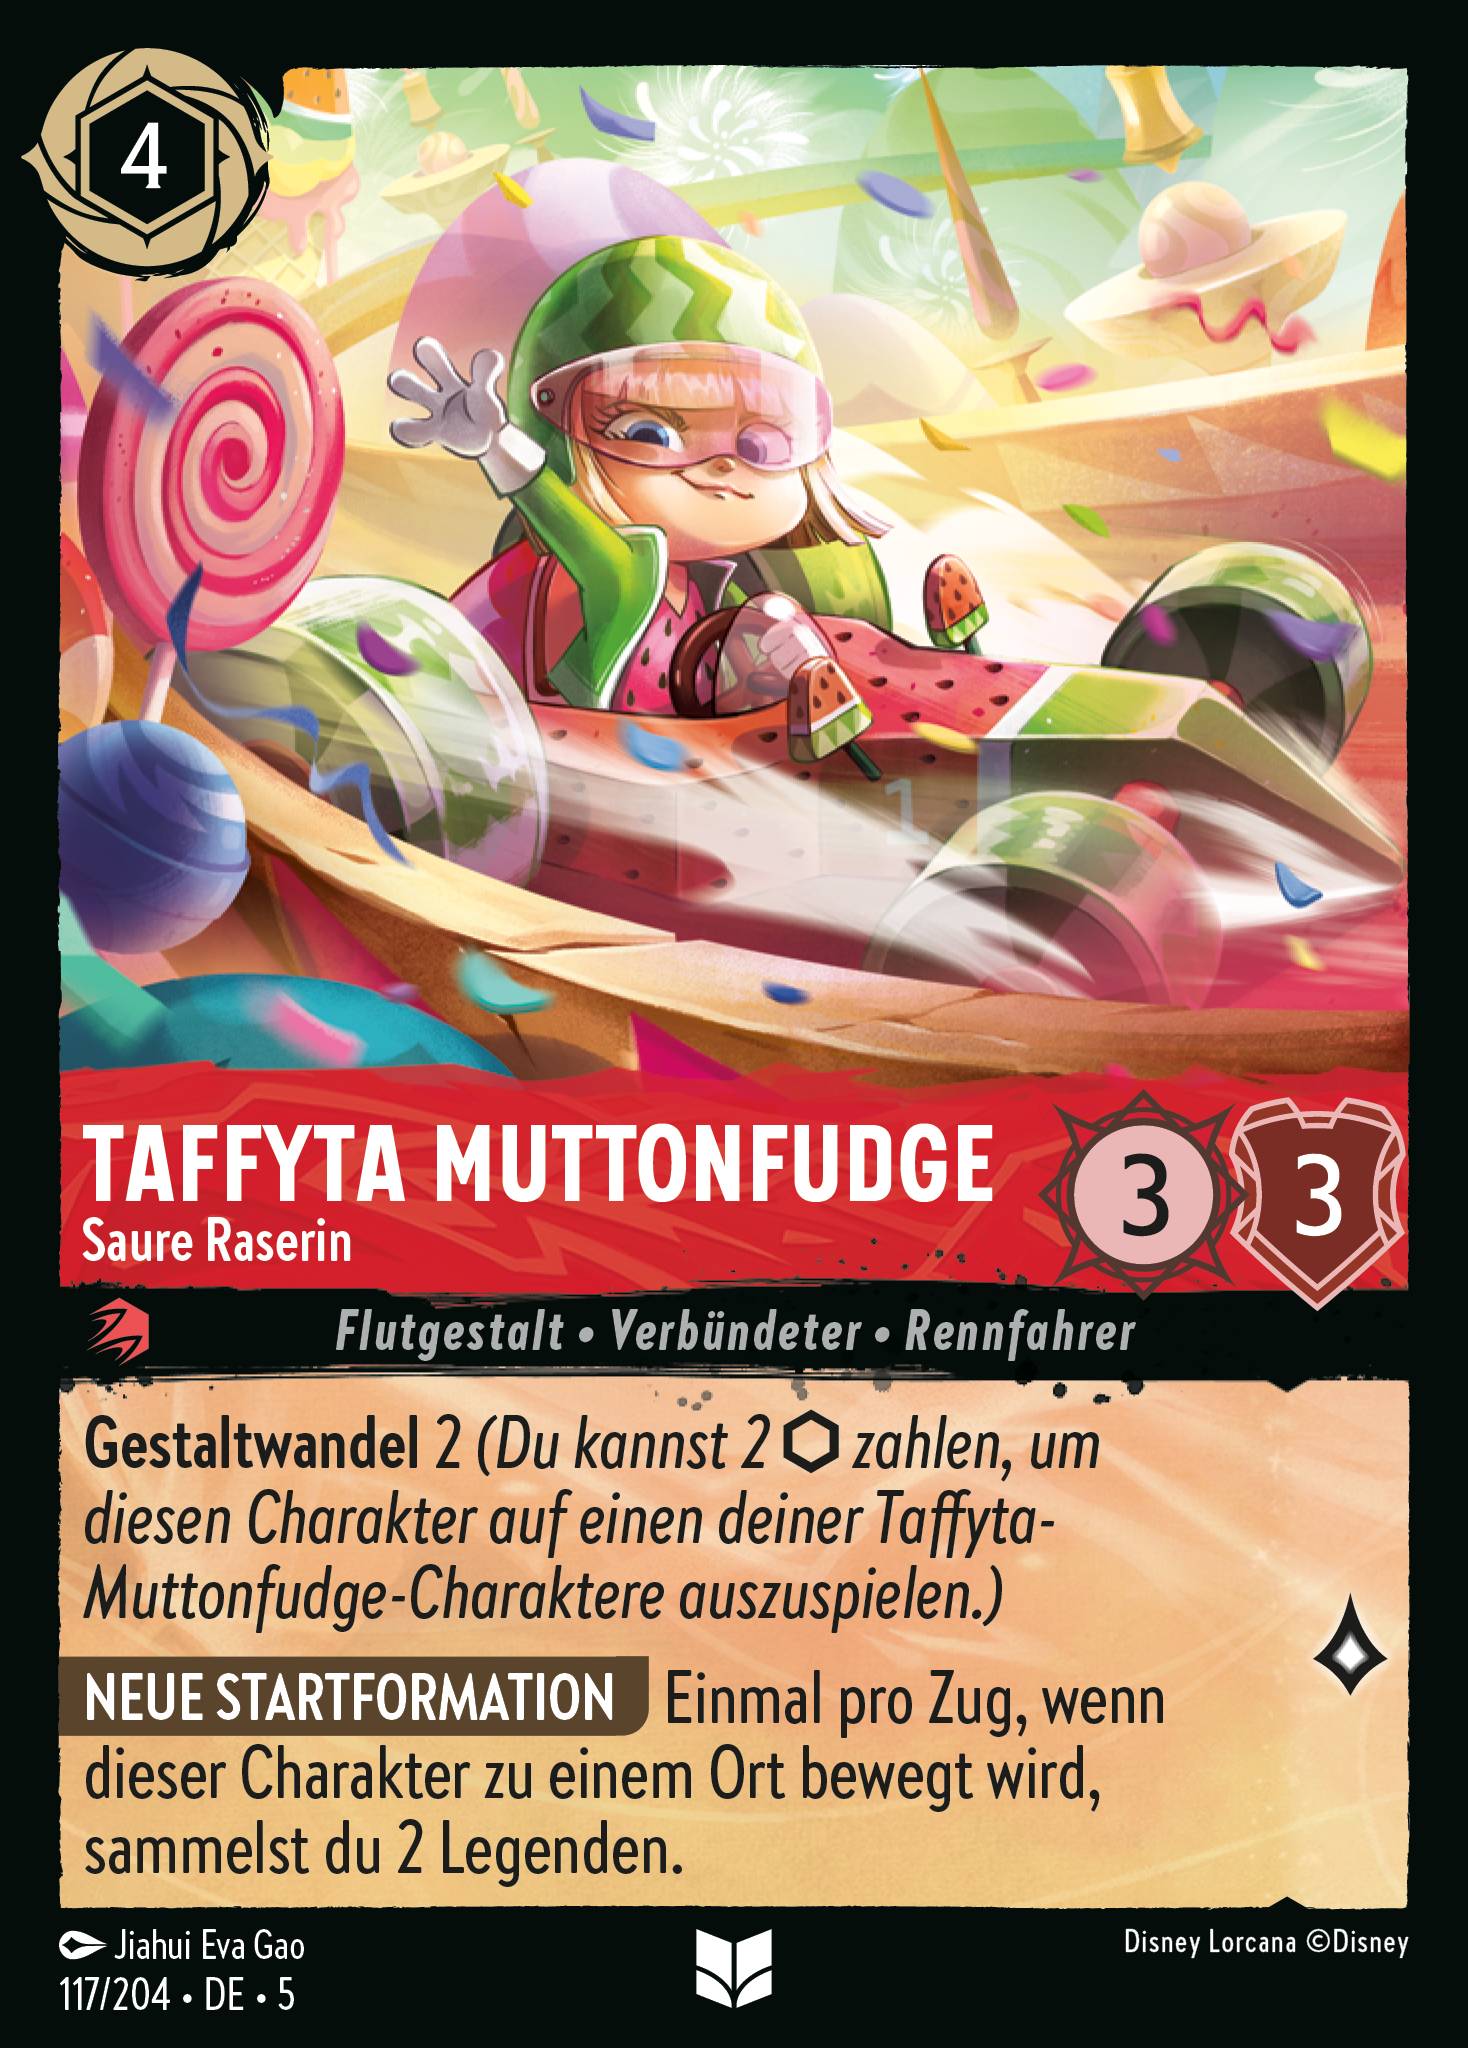 4
1
TAFFYTA MUTTONFUDGE
3
3
Saure Raserin
Flutgestalt • Verbündeter • Rennfahrer
Gestaltwandel 2 (Du kannst 2 ⬡ zahlen, um
diesen Charakter auf einen deiner Taffyta-
Muttonfudge-Charaktere auszuspielen.)
NEUE STARTFORMATION Einmal pro Zug, wenn
dieser Charakter zu einem Ort bewegt wird,
sammelst du 2 Legenden.
Jiahui Eva Gao
Disney Lorcana ©Disney
117/204 • DE • 5